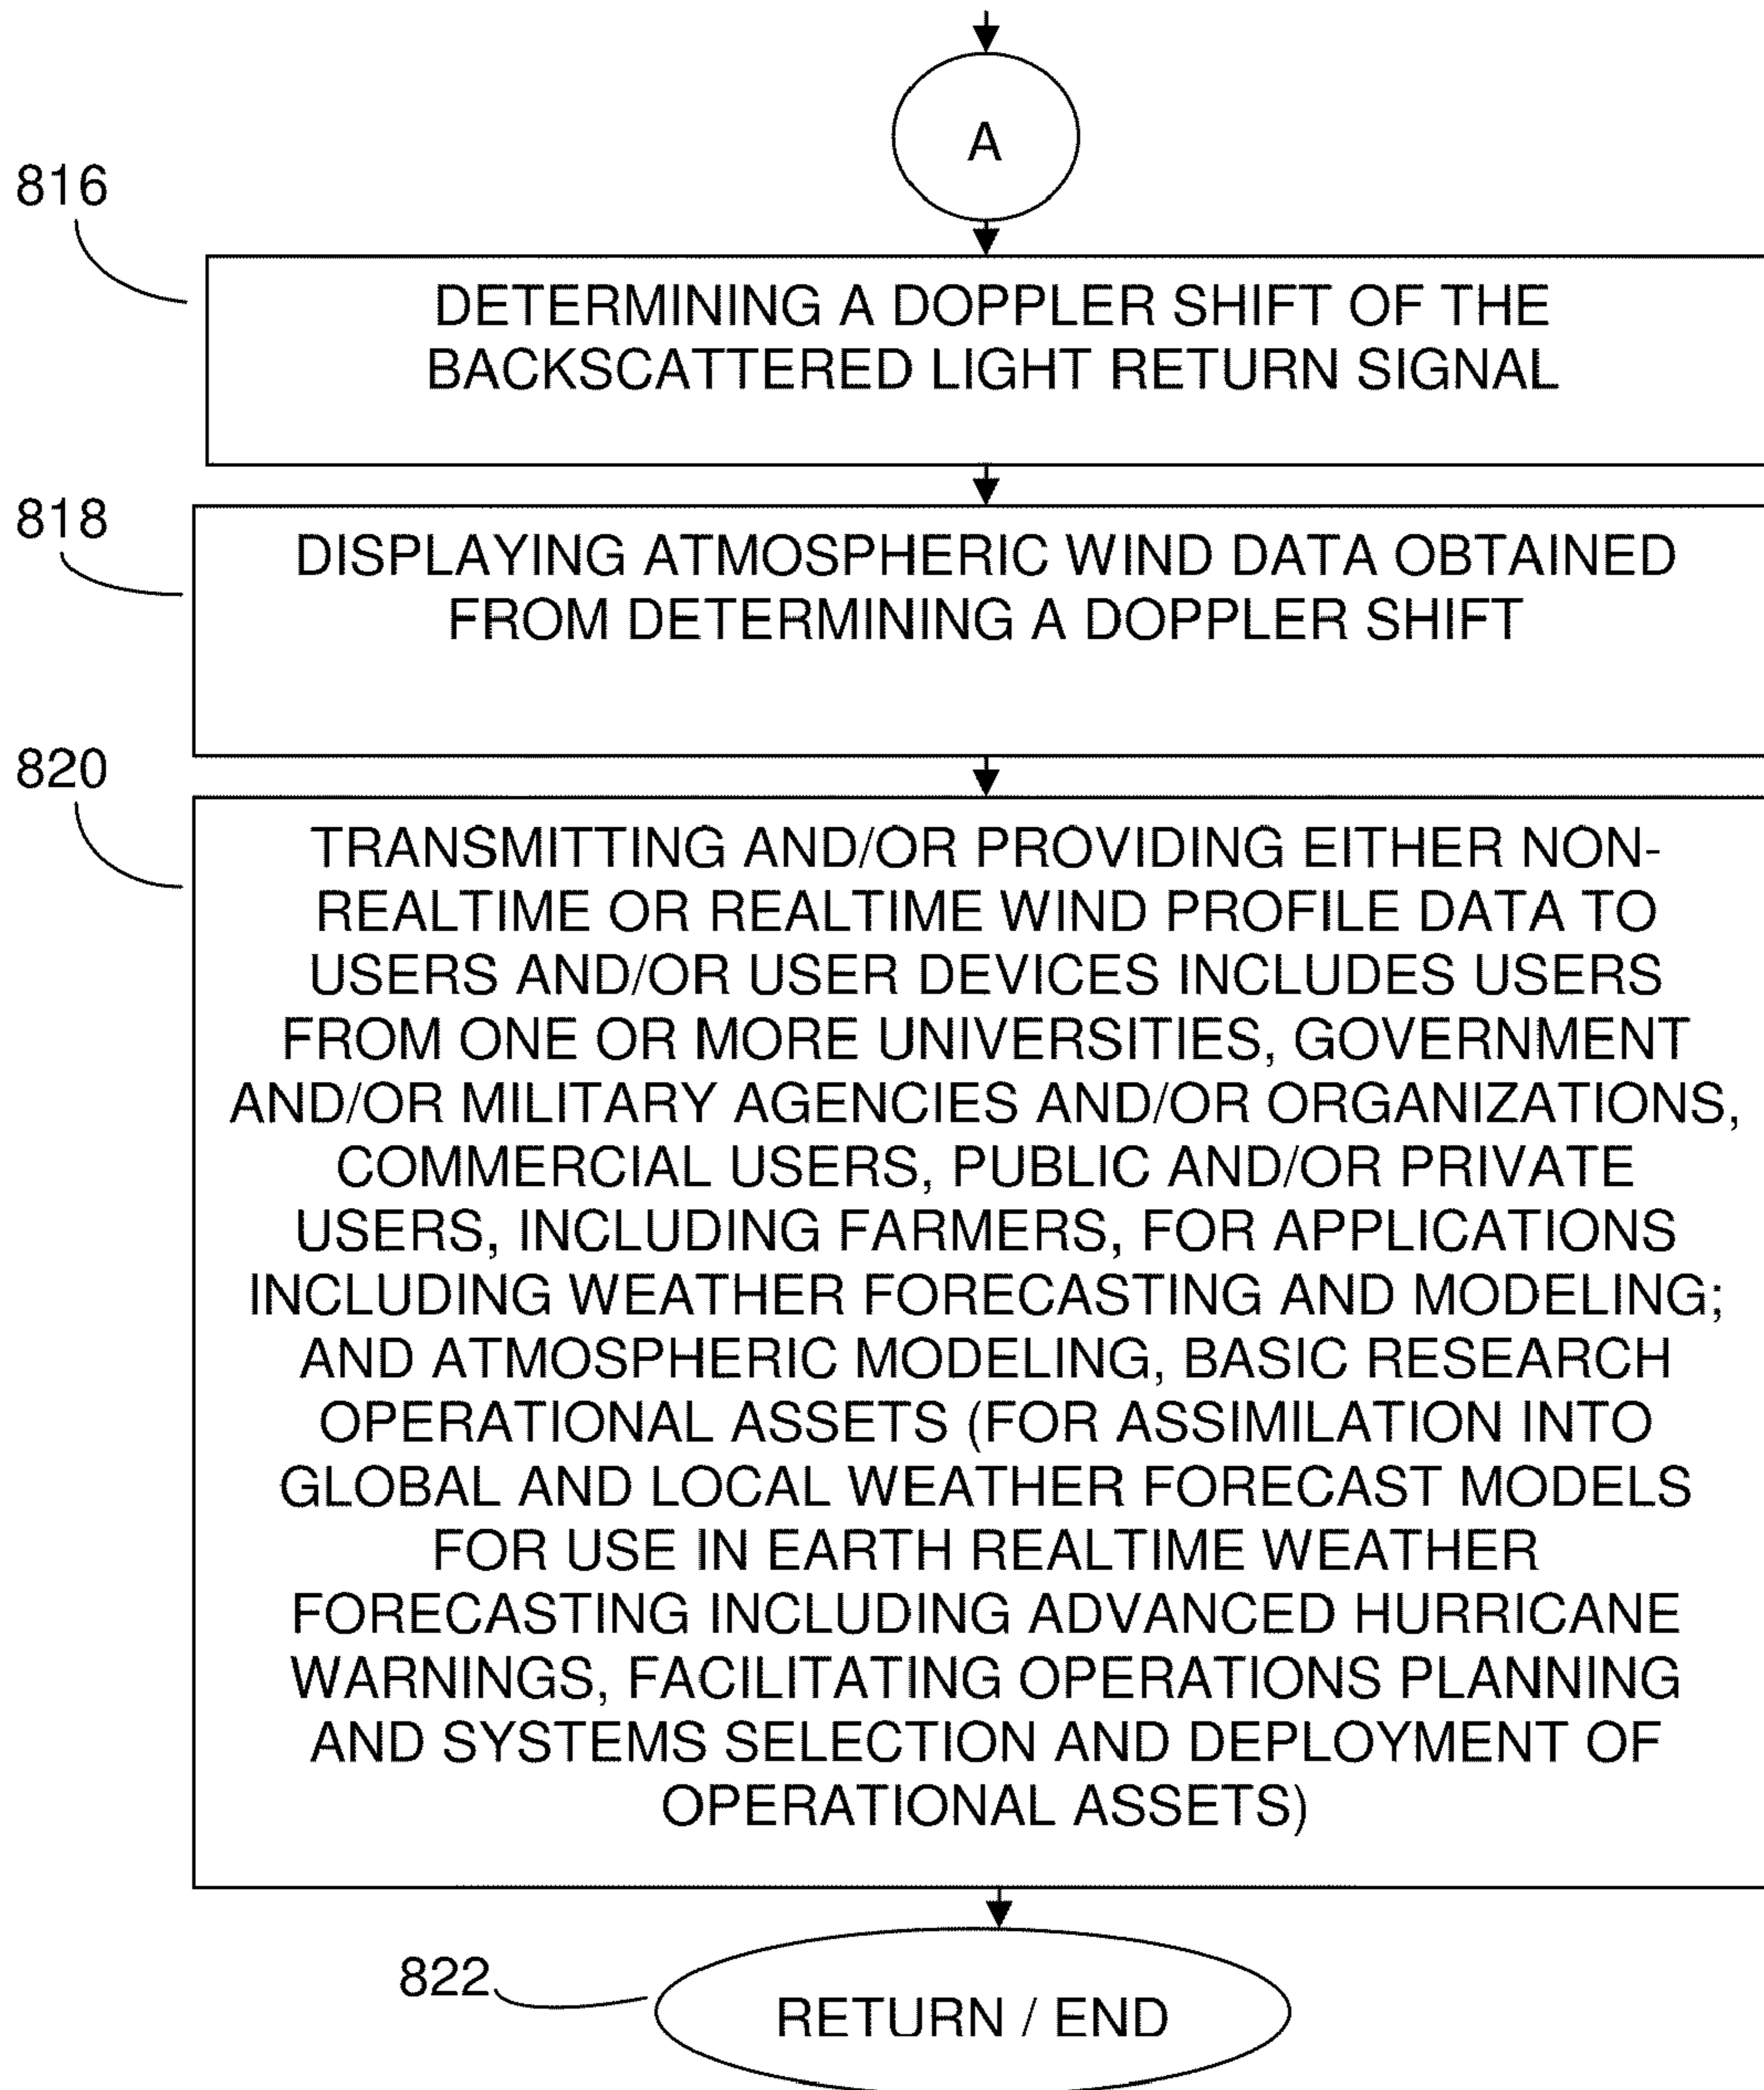 A
816
DETERMINING A DOPPLER SHIFT OF THE
BACKSCATTERED LIGHT RETURN SIGNAL
818
DISPLAYING ATMOSPHERIC WIND DATA OBTAINED
FROM DETERMINING A DOPPLER SHIFT
820
TRANSMITTING AND/OR PROVIDING EITHER NON-
REALTIME OR REALTIME WIND PROFILE DATA TO
USERS AND/OR USER DEVICES INCLUDES USERS
FROM ONE OR MORE UNIVERSITIES, GOVERNMENT
AND/OR MILITARY AGENCIES AND/OR ORGANIZATIONS,
COMMERCIAL USERS, PUBLIC AND/OR PRIVATE
USERS, INCLUDING FARMERS, FOR APPLICATIONS
INCLUDING WEATHER FORECASTING AND MODELING;
AND ATMOSPHERIC MODELING, BASIC RESEARCH
OPERATIONAL ASSETS (FOR ASSIMILATION INTO
GLOBAL AND LOCAL WEATHER FORECAST MODELS
FOR USE IN EARTH REALTIME WEATHER
FORECASTING INCLUDING ADVANCED HURRICANE
WARNINGS, FACILITATING OPERATIONS PLANNING
AND SYSTEMS SELECTION AND DEPLOYMENT OF
OPERATIONAL ASSETS)
822
RETURN / END